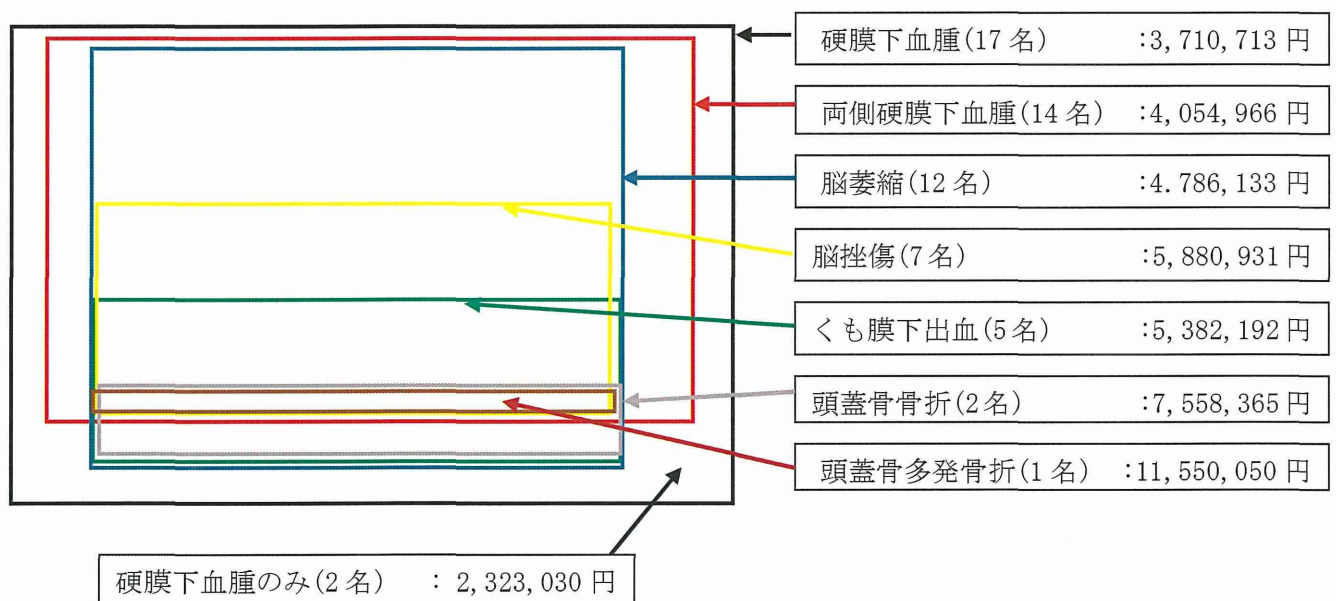 硬膜下血腫(17名) :3,710,713円
両側硬膜下血腫(14名) :4,054,966円
脳萎縮(12名) :4.786,133円
脳挫傷(7名) :5,880,931円
くも膜下出血(5名) :5,382,192円
頭蓋骨骨折(2名) :7,558,365円
頭蓋骨多発骨折(1名) :11,550,050円
硬膜下血腫のみ(2名) : 2,323,030円